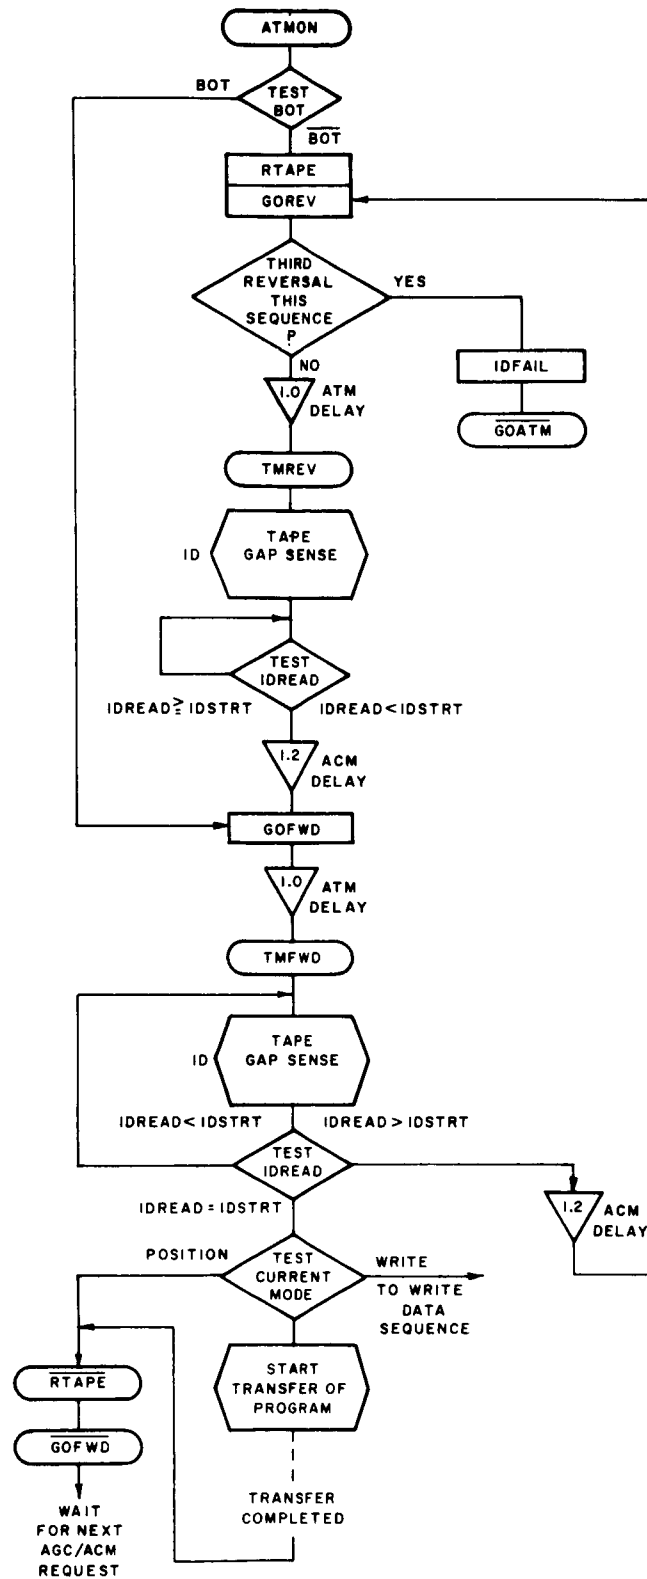 ATMON
BOT
TEST
BOT
BOT
RTAPE
GOREV
THIRD
REVERSAL
THIS
SEQUENCE
?
YES
IDFAIL
GOATM
NO
1.0
ATM
DELAY
TMREV
ID
TAPE
GAP SENSE
TEST
IDREAD
IDREAD ≥ IDSTRT
IDREAD < IDSTRT
1.2
ACM
DELAY
GOFWD
1.0
ATM
DELAY
TMFWD
ID
TAPE
GAP SENSE
IDREAD < IDSTRT
IDREAD > IDSTRT
TEST
IDREAD
1.2
ACM
DELAY
IDREAD = IDSTRT
POSITION
TEST
CURRENT
MODE
WRITE
TO WRITE
DATA
SEQUENCE
RTAPE
GOFWD
WAIT
FOR NEXT
AGC/ACM
REQUEST
START
TRANSFER OF
PROGRAM
TRANSFER
COMPLETED